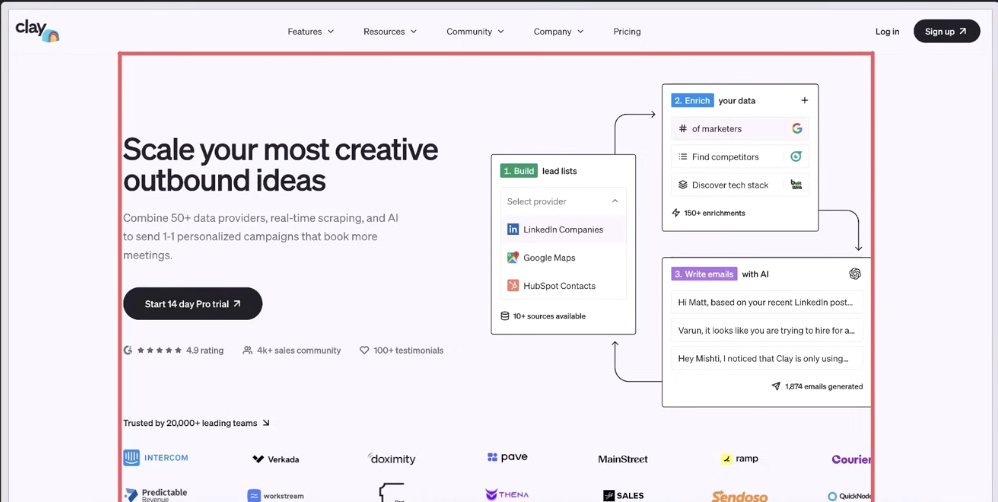 clay
Features
Resources
Community
Company
Pricing
Log in
Sign up
Scale your most creative
outbound ideas
Combine 50+ data providers, real-time scraping, and AI
to send 1-1 personalized campaigns that book more
meetings.
Start 14 day Pro trial
4.9 rating
4k+ sales community
100+ testimonials
1. Build lead lists
Select provider
LinkedIn Companies
Google Maps
HubSpot Contacts
10+ sources available
2. Enrich your data
# of marketers
Find competitors
Discover tech stack
150+ enrichments
3. Write emails with AI
Hi Matt, based on your recent LinkedIn post...
Varun, it looks like you are trying to hire for a...
Hey Mishti, I noticed that Clay is only using...
1,874 emails generated
Trusted by 20,000+ leading teams
INTERCOM
Verkada
doximity
pave
MainStreet
ramp
Courier
Predictable
Revenue
workstream
THENA
SALES
Sendoso
QuickNode